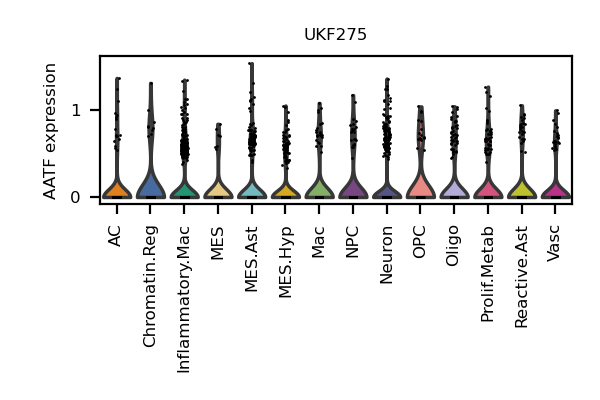 UKF275
AATF expression
1
0
AC
Chromatin.Reg
Inflammatory.Mac
MES
MES.Ast
MES.Hyp
Mac
NPC
Neuron
OPC
Oligo
Prolif.Metab
Reactive.Ast
Vasc